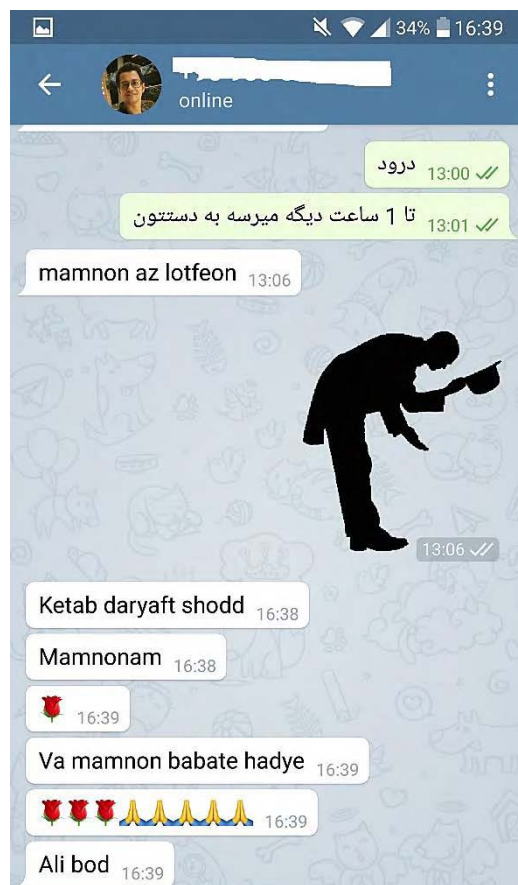 34% 16:39
online
درود 13:00
تا 1 ساعت دیگه میرسه به دستتون 13:01
mamnon az lotfeon 13:06
13:06
Ketab daryaft shodd 16:38
Mamnonam 16:38
🌹 16:39
Va mamnon babate hadye 16:39
🌹🌹🌹🙏🙏🙏🙏🙏 16:39
Ali bod 16:39